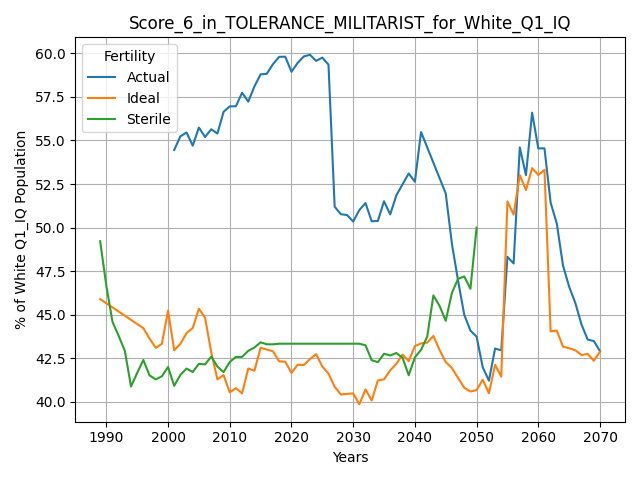 Score_6_in_TOLERANCE_MILITARIST_for_White_Q1_IQ
Fertility
Actual
Ideal
Sterile
% of White Q1_IQ Population
60.0
57.5
55.0
52.5
50.0
47.5
45.0
42.5
40.0
1990 2000 2010 2020 2030 2040 2050 2060 2070
Years